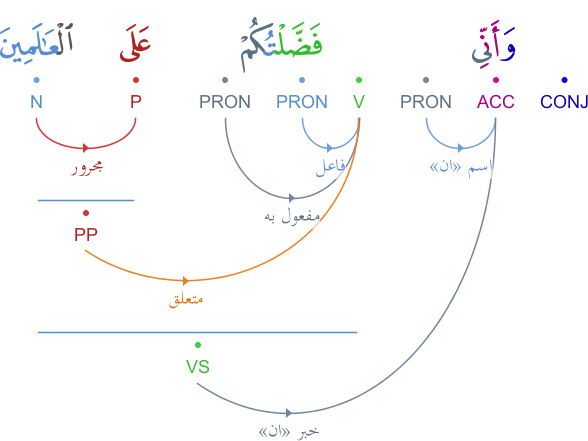 وَأَنِّي فَضَّلْتُكُمْ عَلَى ٱلْعَـٰلَمِينَ
N P PRON PRON V PRON ACC CONJ
مجرور فاعل اسم «ان»
مفعول به
PP
متعلق
VS
خبر «ان»